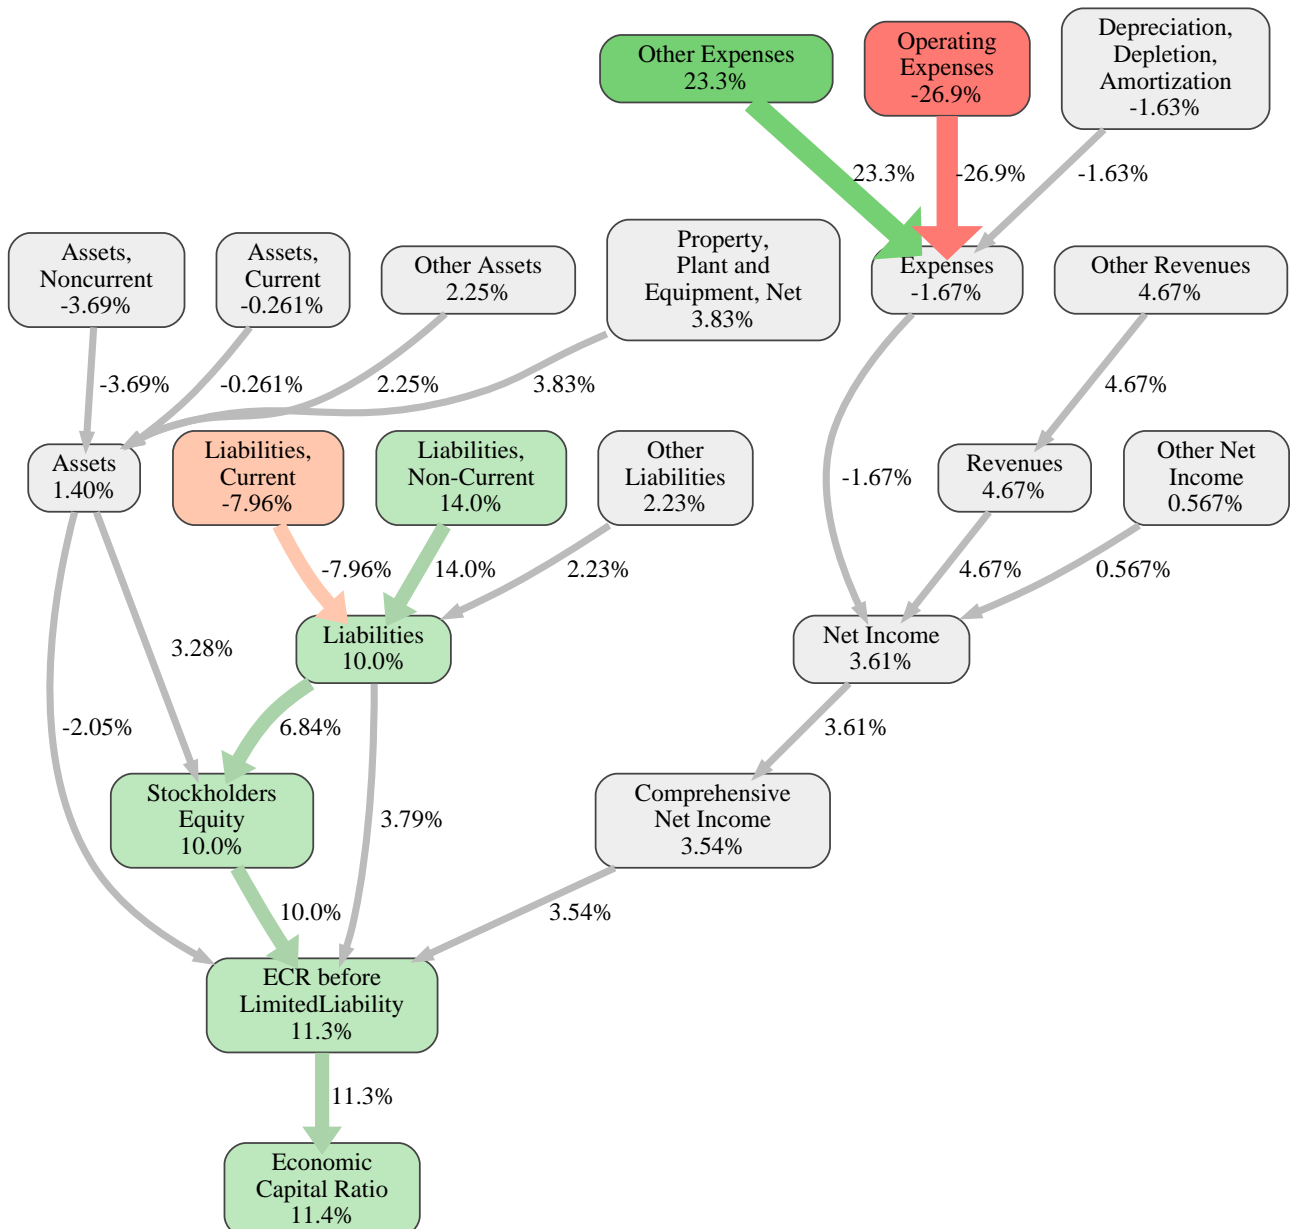 Other Expenses
23.3%
Operating
Expenses
-26.9%
Depreciation,
Depletion,
Amortization
-1.63%
23.3%
-26.9%
-1.63%
Assets,
Noncurrent
-3.69%
Assets,
Current
-0.261%
Other Assets
2.25%
Property,
Plant and
Equipment, Net
3.83%
Expenses
-1.67%
Other Revenues
4.67%
-3.69%
-0.261%
2.25%
3.83%
4.67%
Assets
1.40%
Liabilities,
Current
-7.96%
Liabilities,
Non-Current
14.0%
Other
Liabilities
2.23%
-1.67%
Revenues
4.67%
Other Net
Income
0.567%
-7.96%
14.0%
2.23%
4.67%
0.567%
3.28%
Liabilities
10.0%
Net Income
3.61%
-2.05%
6.84%
3.61%
Stockholders
Equity
10.0%
3.79%
Comprehensive
Net Income
3.54%
10.0%
3.54%
ECR before
LimitedLiability
11.3%
11.3%
Economic
Capital Ratio
11.4%